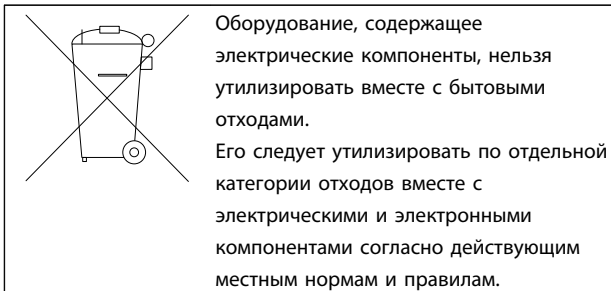 Оборудование, содержащее
электрические компоненты, нельзя
утилизировать вместе с бытовыми
отходами.
Его следует утилизировать по отдельной
категории отходов вместе с
электрическими и электронными
компонентами согласно действующим
местным нормам и правилам.